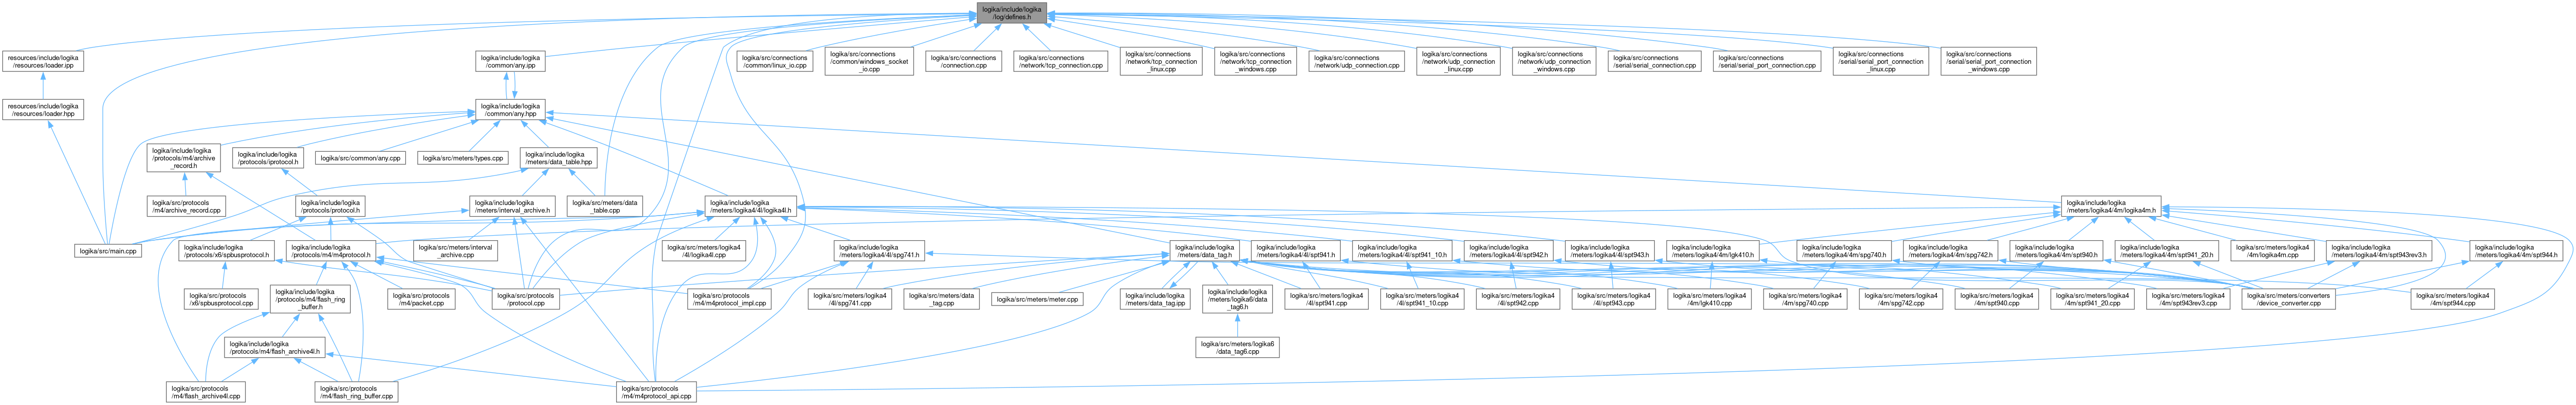 logika/include/logika
/log/defines.h
resources/include/logika
/resources/loader.ipp
logika/include/logika
/common/any.ipp
logika/src/connections
/common/linux_io.cpp
logika/src/connections
/common/windows_socket
_io.cpp
logika/src/connections
/connection.cpp
logika/src/connections
/network/tcp_connection.cpp
logika/src/connections
/network/tcp_connection
_linux.cpp
logika/src/connections
/network/tcp_connection
_windows.cpp
logika/src/connections
/network/udp_connection.cpp
logika/src/connections
/network/udp_connection
_linux.cpp
logika/src/connections
/network/udp_connection
_windows.cpp
logika/src/connections
/serial/serial_connection.cpp
logika/src/connections
/serial/serial_port_connection.cpp
logika/src/connections
/serial/serial_port_connection
_linux.cpp
logika/src/connections
/serial/serial_port_connection
_windows.cpp
resources/include/logika
/resources/loader.hpp
logika/include/logika
/common/any.hpp
logika/include/logika
/protocols/m4/archive
_record.h
logika/include/logika
/protocols/iprotocol.h
logika/src/common/any.cpp
logika/src/meters/types.cpp
logika/include/logika
/meters/data_table.hpp
logika/src/protocols
/m4/archive_record.cpp
logika/include/logika
/protocols/protocol.h
logika/include/logika
/meters/interval_archive.h
logika/src/meters/data
_table.cpp
logika/include/logika
/meters/logika4/4l/logika4l.h
logika/include/logika
/meters/logika4/4m/logika4m.h
logika/src/main.cpp
logika/include/logika
/protocols/x6/spbusprotocol.h
logika/include/logika
/protocols/m4/m4protocol.h
logika/src/meters/interval
_archive.cpp
logika/src/meters/logika4
/4l/logika4l.cpp
logika/include/logika
/meters/logika4/4l/spg741.h
logika/include/logika
/meters/data_tag.h
logika/include/logika
/meters/logika4/4l/spt941.h
logika/include/logika
/meters/logika4/4l/spt941_10.h
logika/include/logika
/meters/logika4/4l/spt942.h
logika/include/logika
/meters/logika4/4l/spt943.h
logika/include/logika
/meters/logika4/4m/lgk410.h
logika/include/logika
/meters/logika4/4m/spg740.h
logika/include/logika
/meters/logika4/4m/spg742.h
logika/include/logika
/meters/logika4/4m/spt940.h
logika/include/logika
/meters/logika4/4m/spt941_20.h
logika/src/meters/logika4
/4m/logika4m.cpp
logika/include/logika
/meters/logika4/4m/spt943rev3.h
logika/include/logika
/meters/logika4/4m/spt944.h
logika/src/protocols
/x6/spbusprotocol.cpp
logika/include/logika
/protocols/m4/flash_ring
_buffer.h
logika/src/protocols
/m4/packet.cpp
logika/src/protocols
/protocol.cpp
logika/src/protocols
/m4/m4protocol_impl.cpp
logika/src/meters/logika4
/4l/spg741.cpp
logika/src/meters/data
_tag.cpp
logika/src/meters/meter.cpp
logika/include/logika
/meters/data_tag.ipp
logika/include/logika
/meters/logika6/data
_tag6.h
logika/src/meters/logika4
/4l/spt941.cpp
logika/src/meters/logika4
/4l/spt941_10.cpp
logika/src/meters/logika4
/4l/spt942.cpp
logika/src/meters/logika4
/4l/spt943.cpp
logika/src/meters/logika4
/4m/lgk410.cpp
logika/src/meters/logika4
/4m/spg740.cpp
logika/src/meters/logika4
/4m/spg742.cpp
logika/src/meters/logika4
/4m/spt940.cpp
logika/src/meters/logika4
/4m/spt941_20.cpp
logika/src/meters/logika4
/4m/spt943rev3.cpp
logika/src/meters/converters
/device_converter.cpp
logika/src/meters/logika4
/4m/spt944.cpp
logika/include/logika
/protocols/m4/flash_archive4l.h
logika/src/meters/logika6
/data_tag6.cpp
logika/src/protocols
/m4/flash_archive4l.cpp
logika/src/protocols
/m4/flash_ring_buffer.cpp
logika/src/protocols
/m4/m4protocol_api.cpp